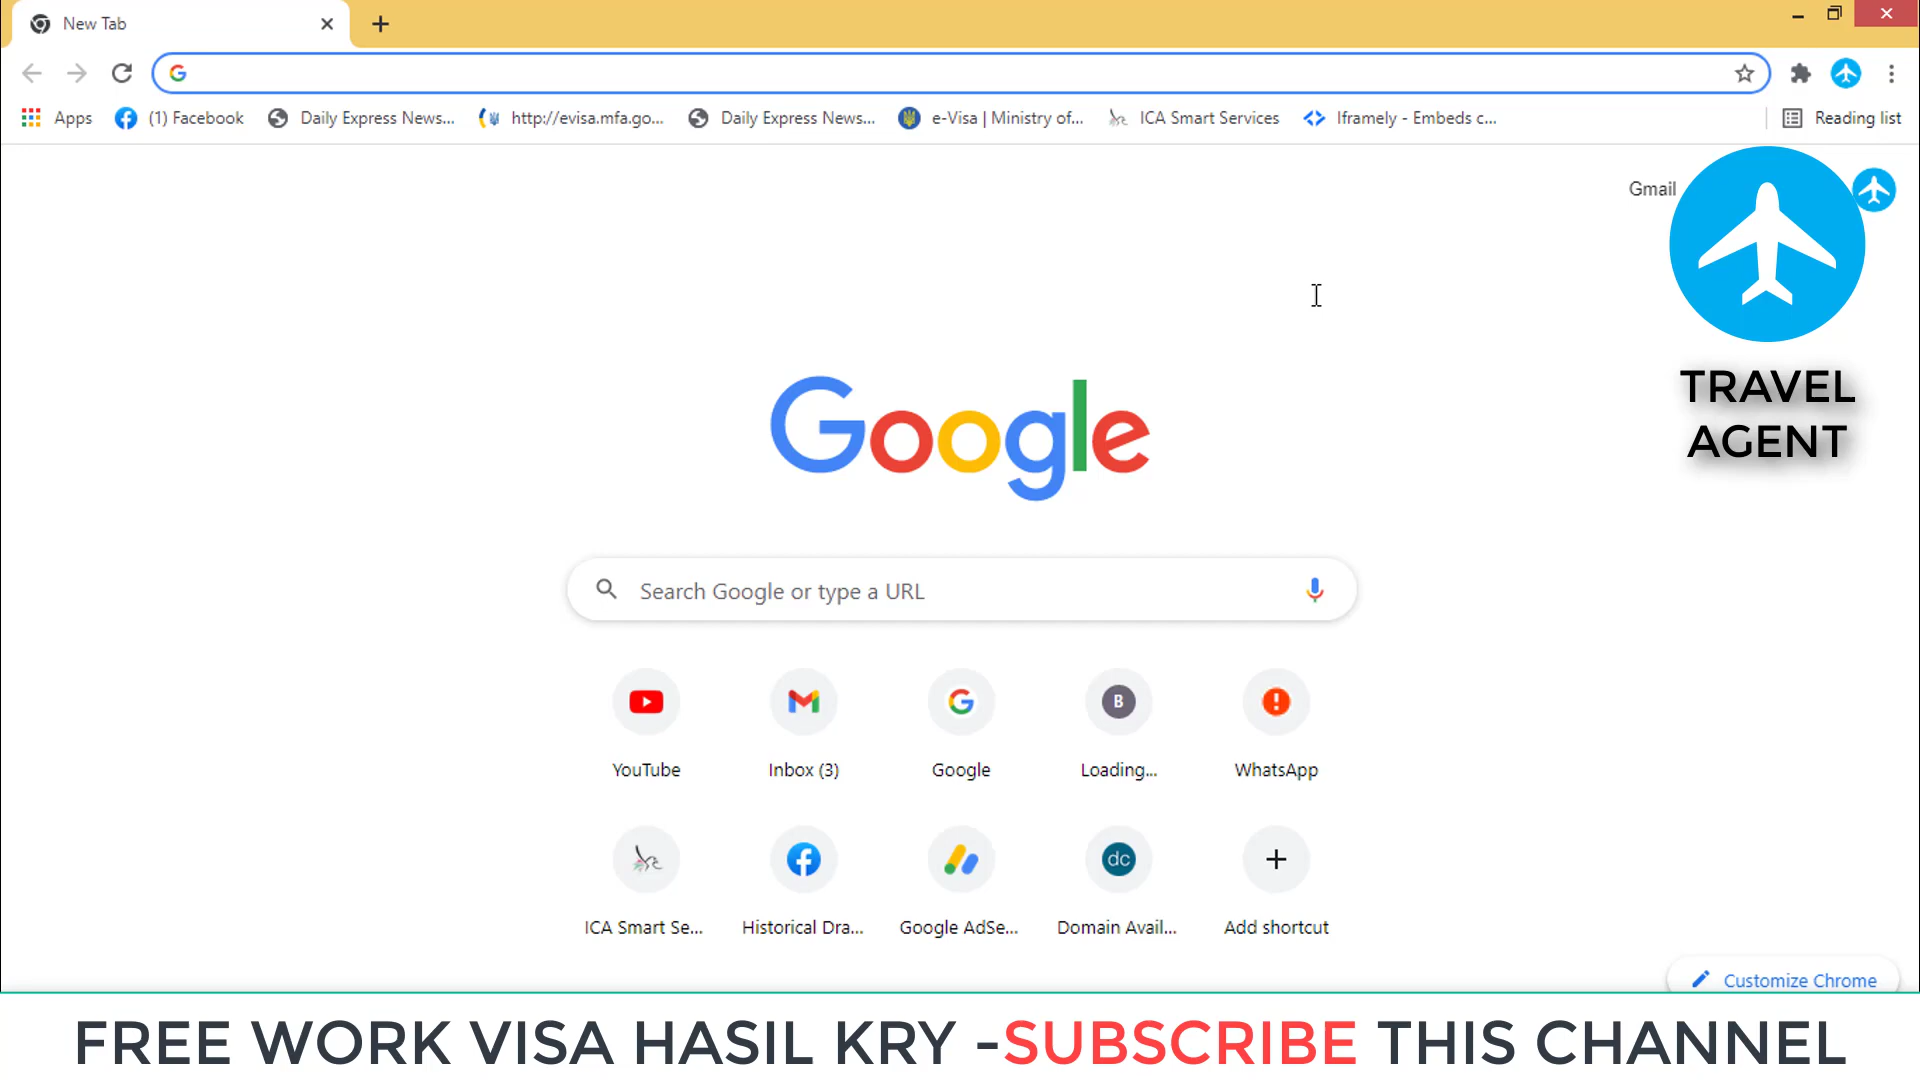 New Tab
Apps
(1) Facebook
Daily Express News...
http://evisa.mfa.go...
Daily Express News...
e-Visa | Ministry of...
ICA Smart Services
Iframely - Embeds c...
Reading list
Gmail
TRAVEL
AGENT
Google
Search Google or type a URL
B
YouTube
Inbox (3)
Google
Loading...
WhatsApp
dc
ICA Smart Se...
Historical Dra...
Google AdSe...
Domain Avail...
Add shortcut
Customize Chrome
FREE WORK VISA HASIL KRY -SUBSCRIBE THIS CHANNEL